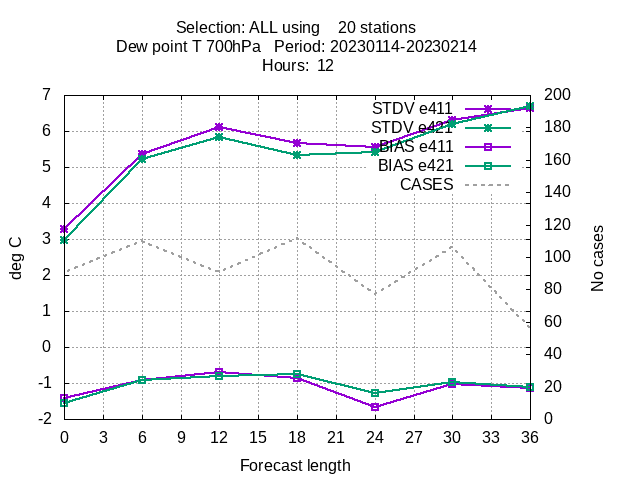 Selection: ALL using    20 stations
Dew point T 700hPa   Period: 20230114-20230214
Hours:  12
STDV e411
STDV e421
BIAS e411
BIAS e421
CASES
7
6
5
4
3
2
1
0
-1
-2
deg C
200
180
160
140
120
100
80
60
40
20
0
No cases
0 3 6 9 12 15 18 21 24 27 30 33 36
Forecast length